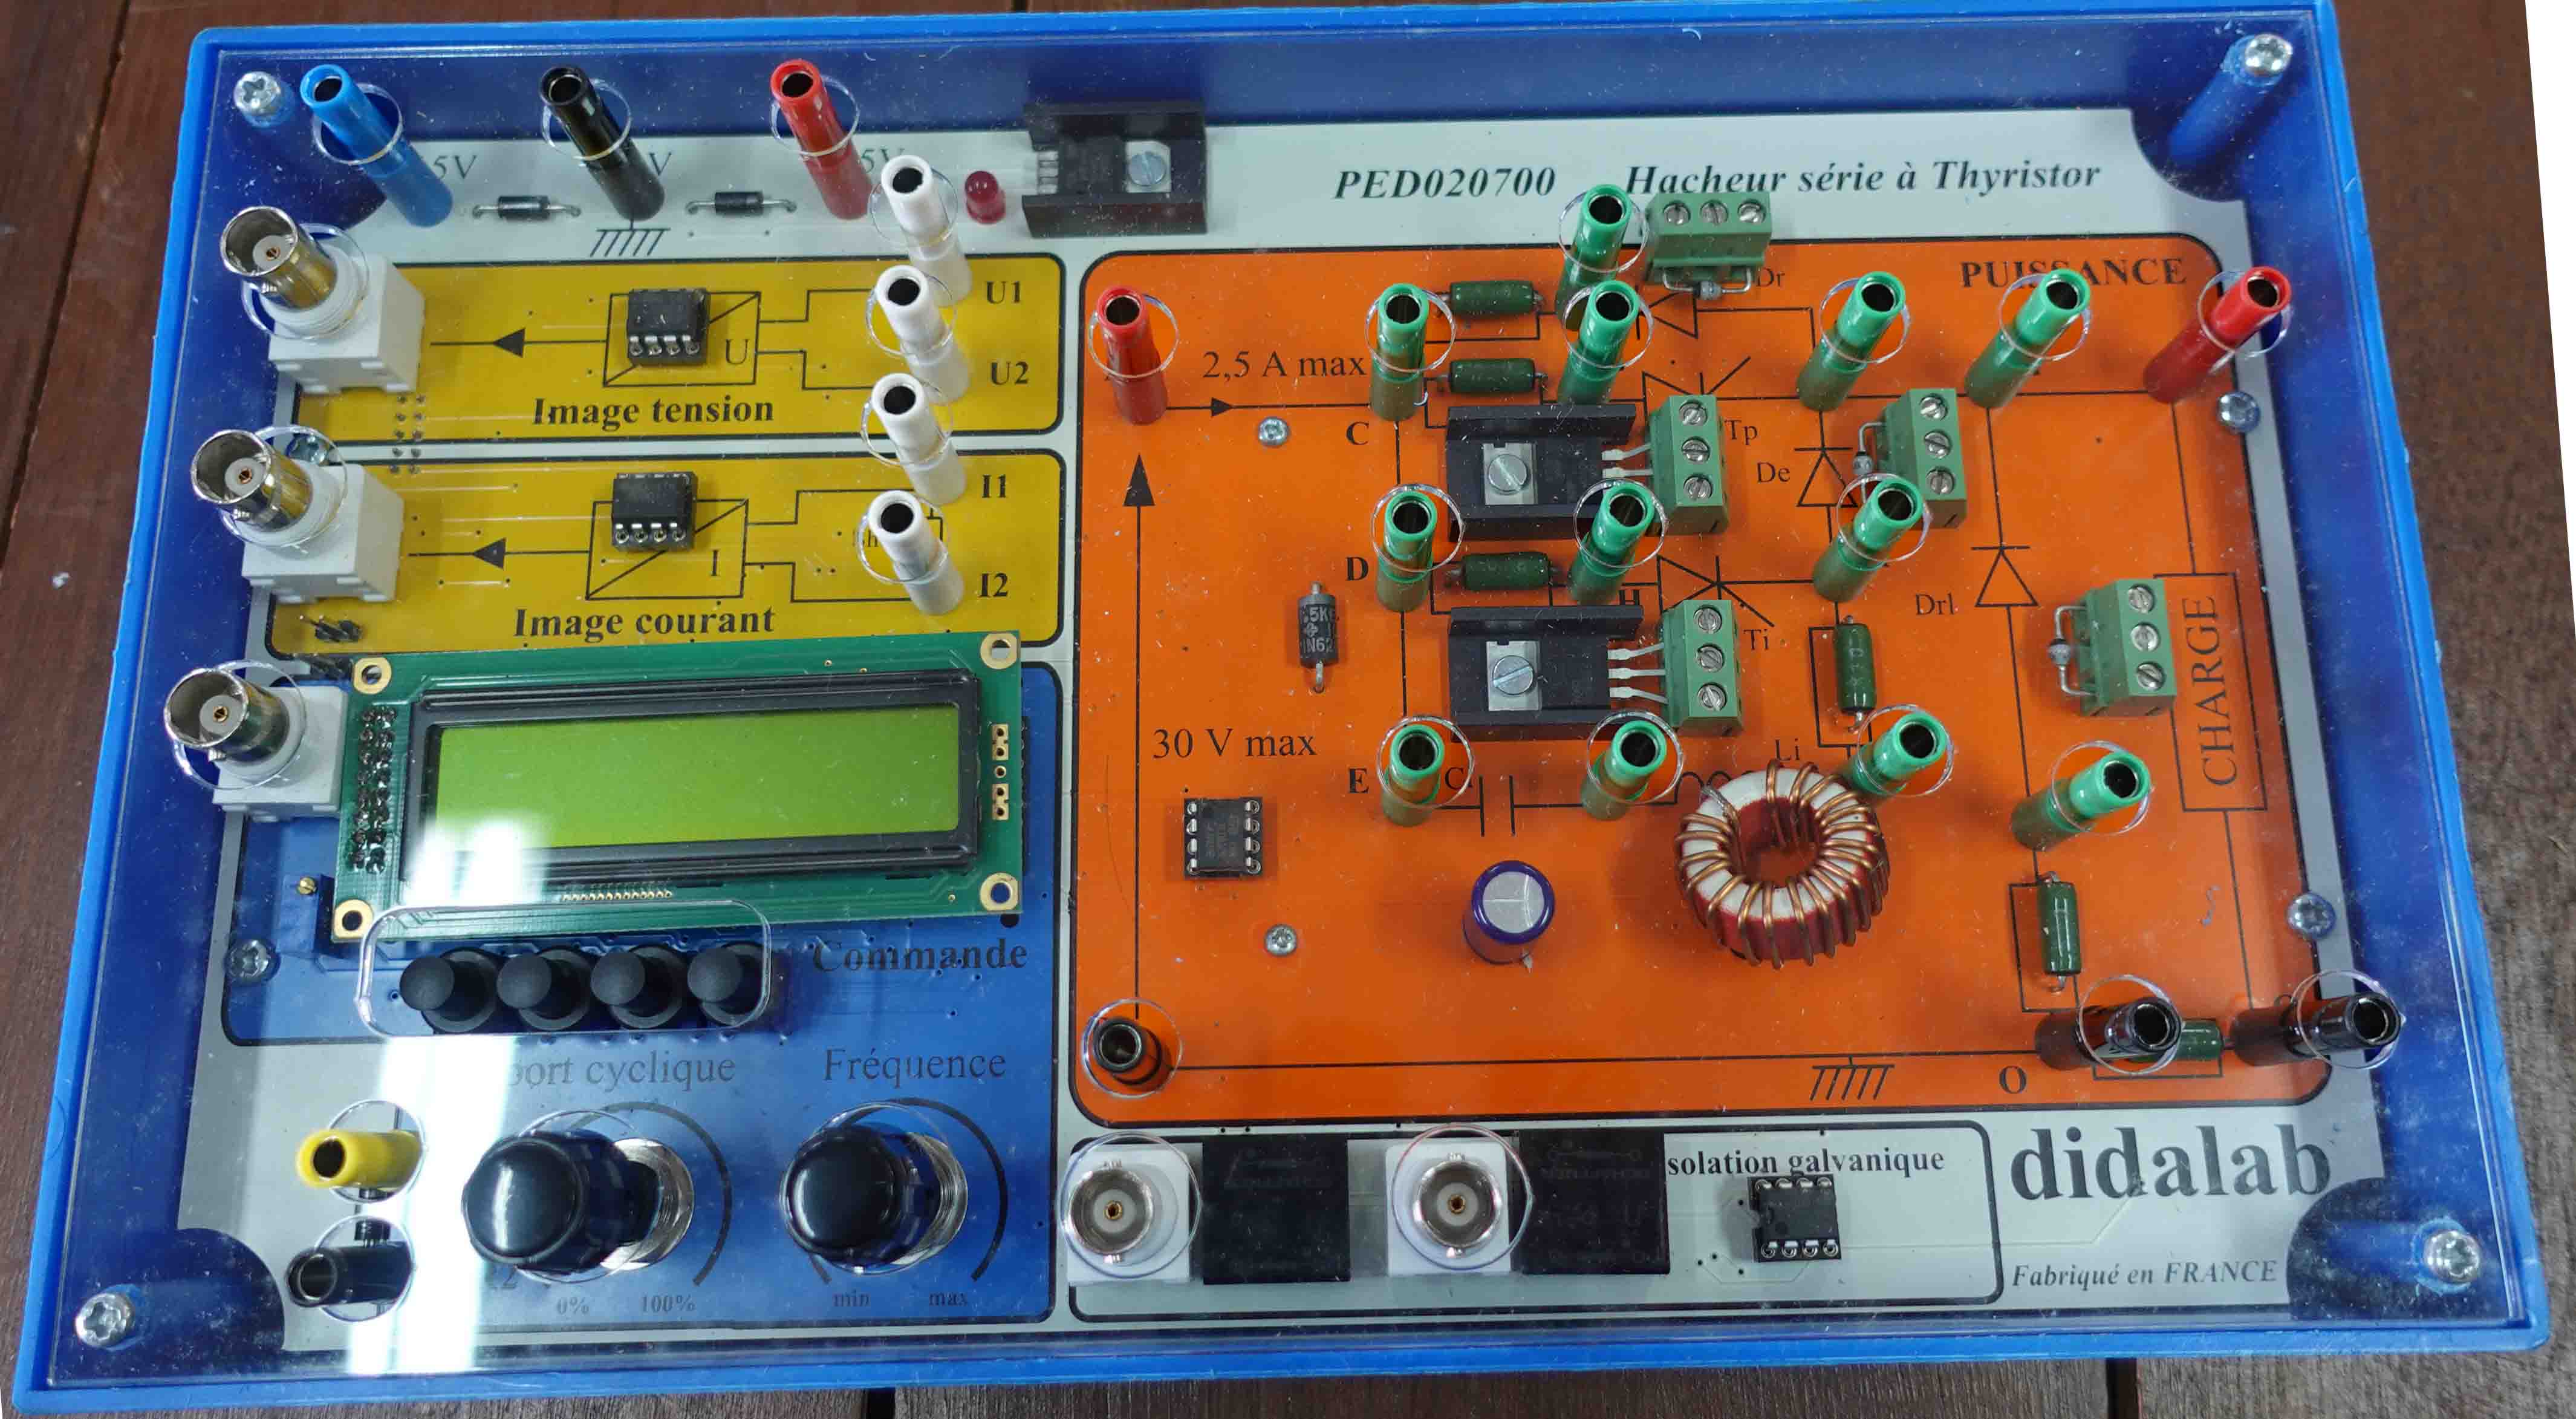 5V
V
5V
PED020700 Hacheur série à Thyristor
U1
U
U2
Image tension
I1
I
I2
Image courant
Commande
port cyclique
Fréquence
0%
100%
min
max
PUISSANCE
Dr
2,5 A max
C
Tp
De
D
H
Ti
Drl
CHARGE
30 V max
E
Li
O
solation galvanique
didalab
Fabriqué en FRANCE